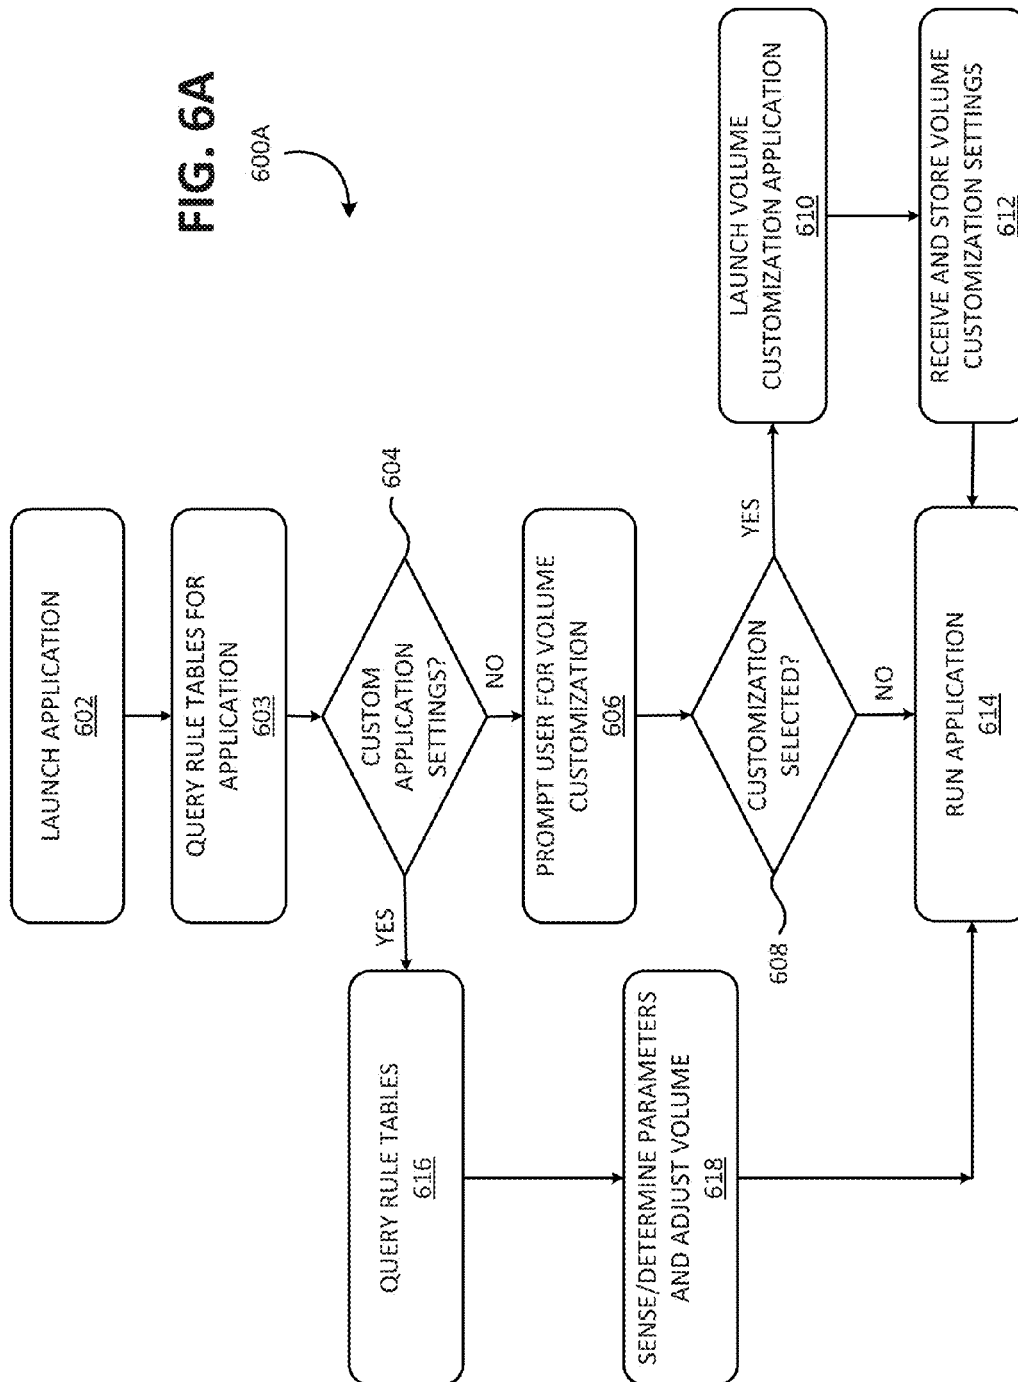 FIG. 6A
600A
LAUNCH APPLICATION
602
QUERY RULE TABLES FOR
APPLICATION
603
604
CUSTOM
APPLICATION
SETTINGS?
YES
NO
QUERY RULE TABLES
616
PROMPT USER FOR VOLUME
CUSTOMIZATION
606
SENSE/DETERMINE PARAMETERS
AND ADJUST VOLUME
618
608
CUSTOMIZATION
SELECTED?
YES
NO
LAUNCH VOLUME
CUSTOMIZATION APPLICATION
610
RECEIVE AND STORE VOLUME
CUSTOMIZATION SETTINGS
612
RUN APPLICATION
614